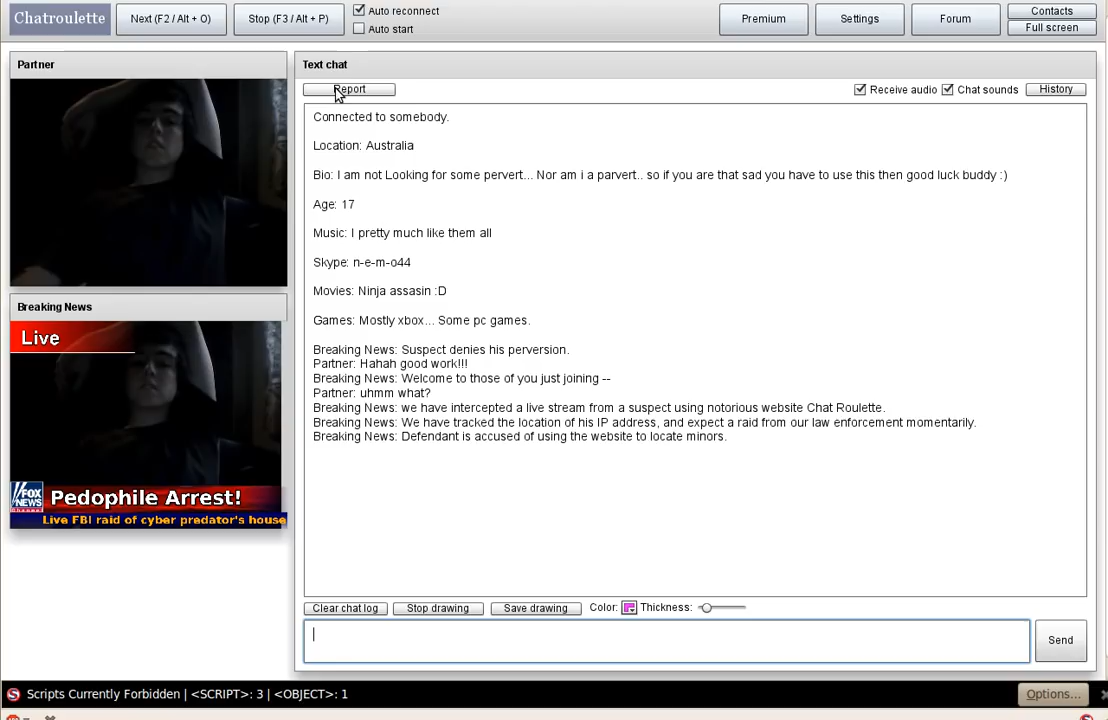 Chatroulette
Next (F2 / Alt + O)
Stop (F3 / Alt + P)
Auto reconnect
Auto start
Premium
Settings
Forum
Contacts
Full screen
Partner
Text chat
Report
Receive audio
Chat sounds
History
Connected to somebody.
Location: Australia
Bio: I am not Looking for some pervert... Nor am i a parvert.. so if you are that sad you have to use this then good luck buddy :)
Age: 17
Music: I pretty much like them all
Skype: n-e-m-o44
Movies: Ninja assasin :D
Games: Mostly xbox... Some pc games.
Breaking News: Suspect denies his perversion.
Partner: Hahah good work!!!
Breaking News: Welcome to those of you just joining --
Partner: uhmm what?
Breaking News: we have intercepted a live stream from a suspect using notorious website Chat Roulette.
Breaking News: We have tracked the location of his IP address, and expect a raid from our law enforcement momentarily.
Breaking News: Defendant is accused of using the website to locate minors.
Breaking News
Live
FOX
NEWS
Channel
Pedophile Arrest!
Live FBI raid of cyber predator's house
Clear chat log
Stop drawing
Save drawing
Color:
Thickness:
Send
Scripts Currently Forbidden | <SCRIPT>: 3 | <OBJECT>: 1
Options...